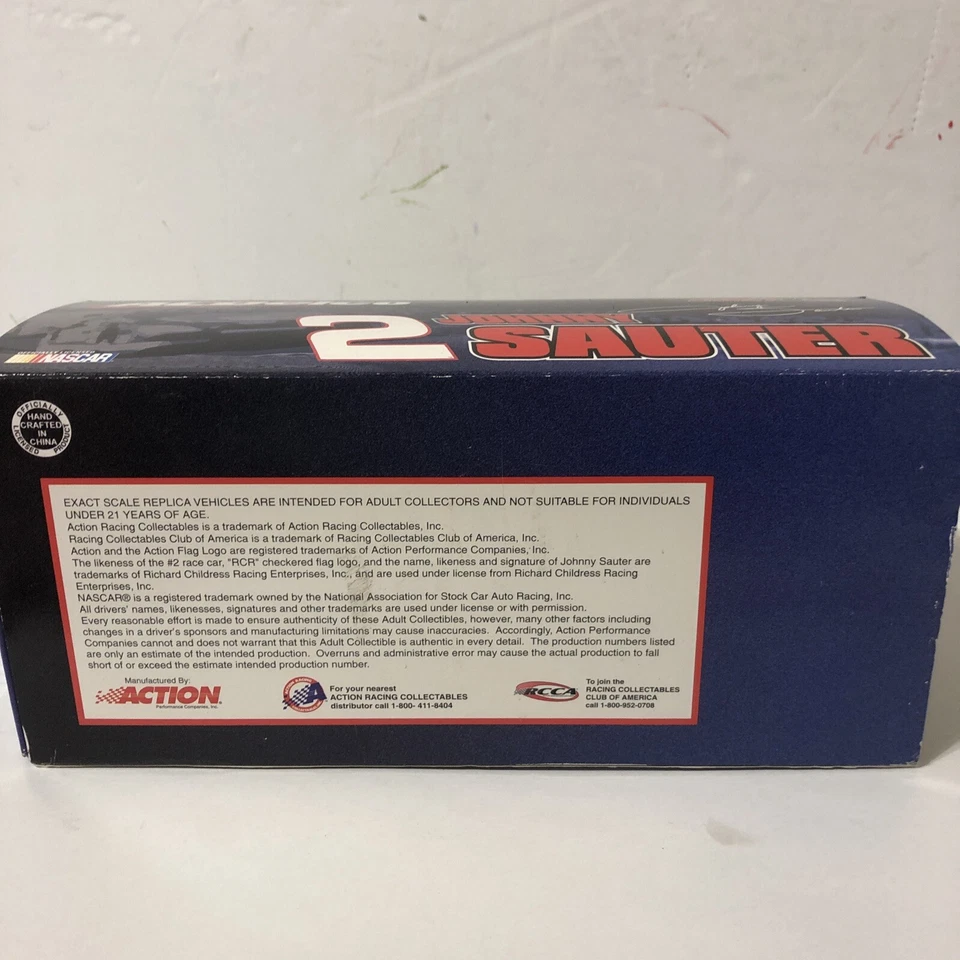 2
JOHNNY
SAUTER
NASCAR
OFFICIALLY LICENSED PRODUCT
HAND
CRAFTED
IN
CHINA
EXACT SCALE REPLICA VEHICLES ARE INTENDED FOR ADULT COLLECTORS AND NOT SUITABLE FOR INDIVIDUALS
UNDER 21 YEARS OF AGE.
Action Racing Collectables is a trademark of Action Racing Collectables, Inc.
Racing Collectables Club of America is a trademark of Racing Collectables Club of America, Inc.
Action and the Action Flag Logo are registered trademarks of Action Performance Companies, Inc.
The likeness of the #2 race car, "RCR" checkered flag logo, and the name, likeness and signature of Johnny Sauter are
trademarks of Richard Childress Racing Enterprises, Inc., and are used under license from Richard Childress Racing
Enterprises, Inc.
NASCAR® is a registered trademark owned by the National Association for Stock Car Auto Racing, Inc.
All drivers' names, likenesses, signatures and other trademarks are used under license or with permission.
Every reasonable effort is made to ensure authenticity of these Adult Collectibles, however, many other factors including
changes in a driver's sponsors and manufacturing limitations may cause inaccuracies. Accordingly, Action Performance
Companies cannot and does not warrant that this Adult Collectible is authentic in every detail. The production numbers listed
are only an estimate of the intended production. Overruns and administrative error may cause the actual production to fall
short of or exceed the estimate intended production number.
Manufactured By:
ACTION
Performance Companies, Inc.
For your nearest
ACTION RACING COLLECTABLES
distributor call 1-800- 411-8404
RCCA
To join the
RACING COLLECTABLES
CLUB OF AMERICA
call 1-800-952-0708